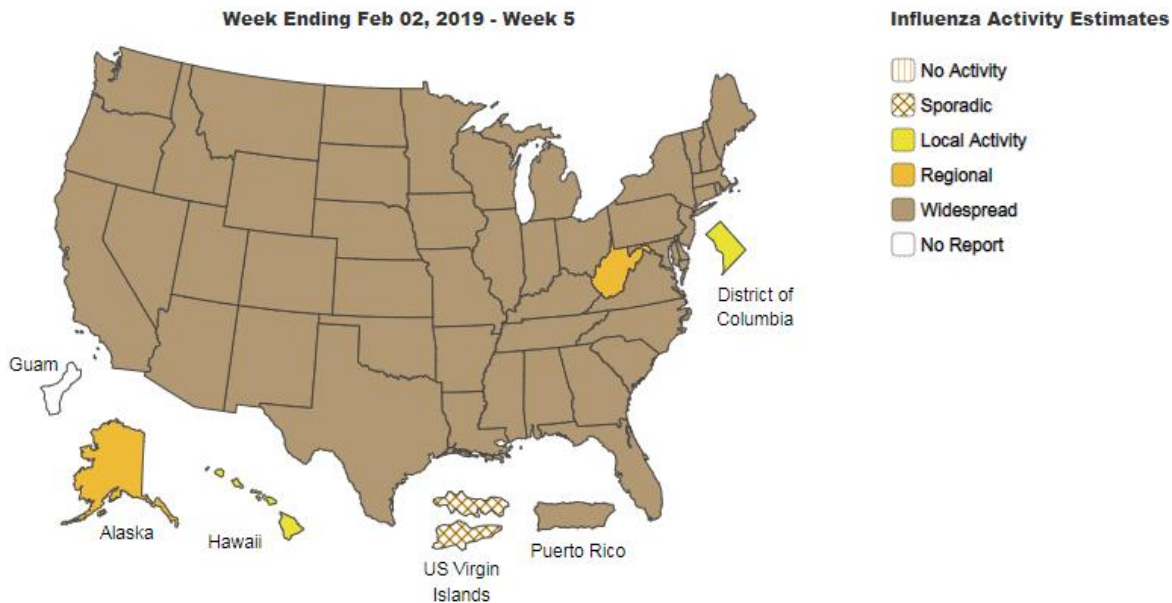 Week Ending Feb 02, 2019 - Week 5
Influenza Activity Estimates
No Activity
Sporadic
Local Activity
Regional
Widespread
No Report
District of
Columbia
Guam
Alaska
Hawaii
US Virgin
Islands
Puerto Rico